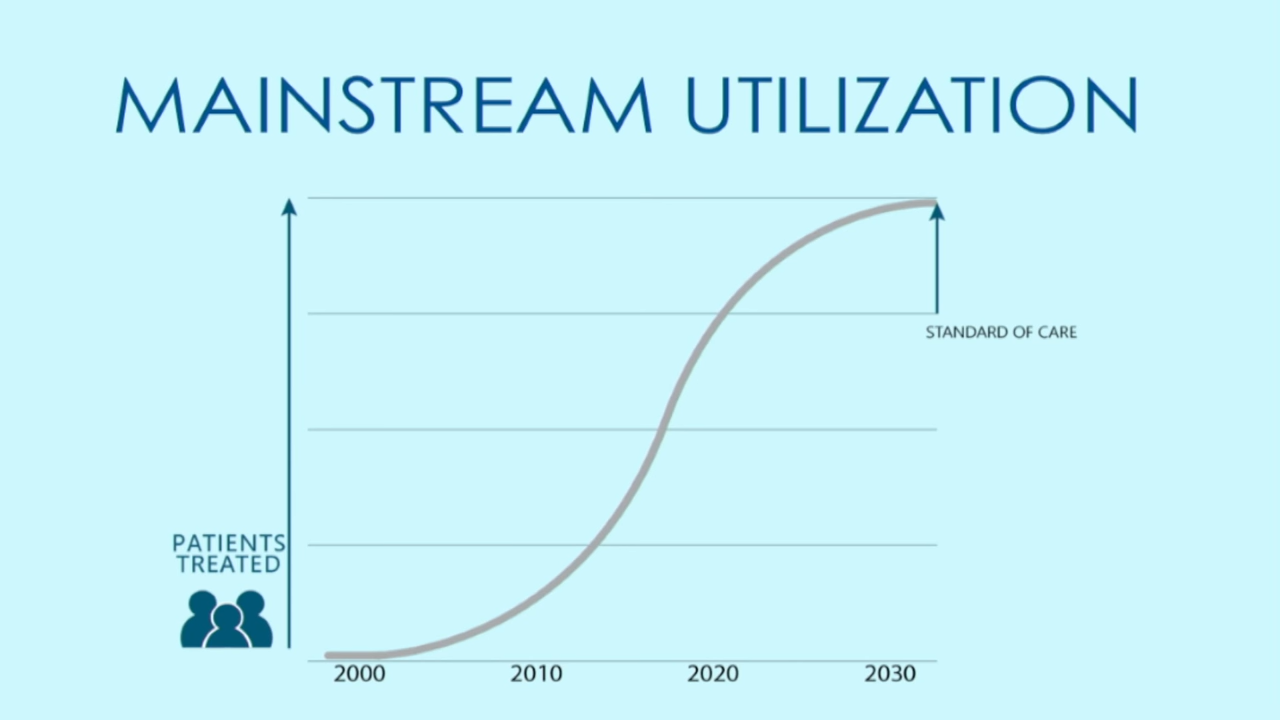 MAINSTREAM UTILIZATION
STANDARD OF CARE
PATIENTS
TREATED
2000 2010 2020 2030